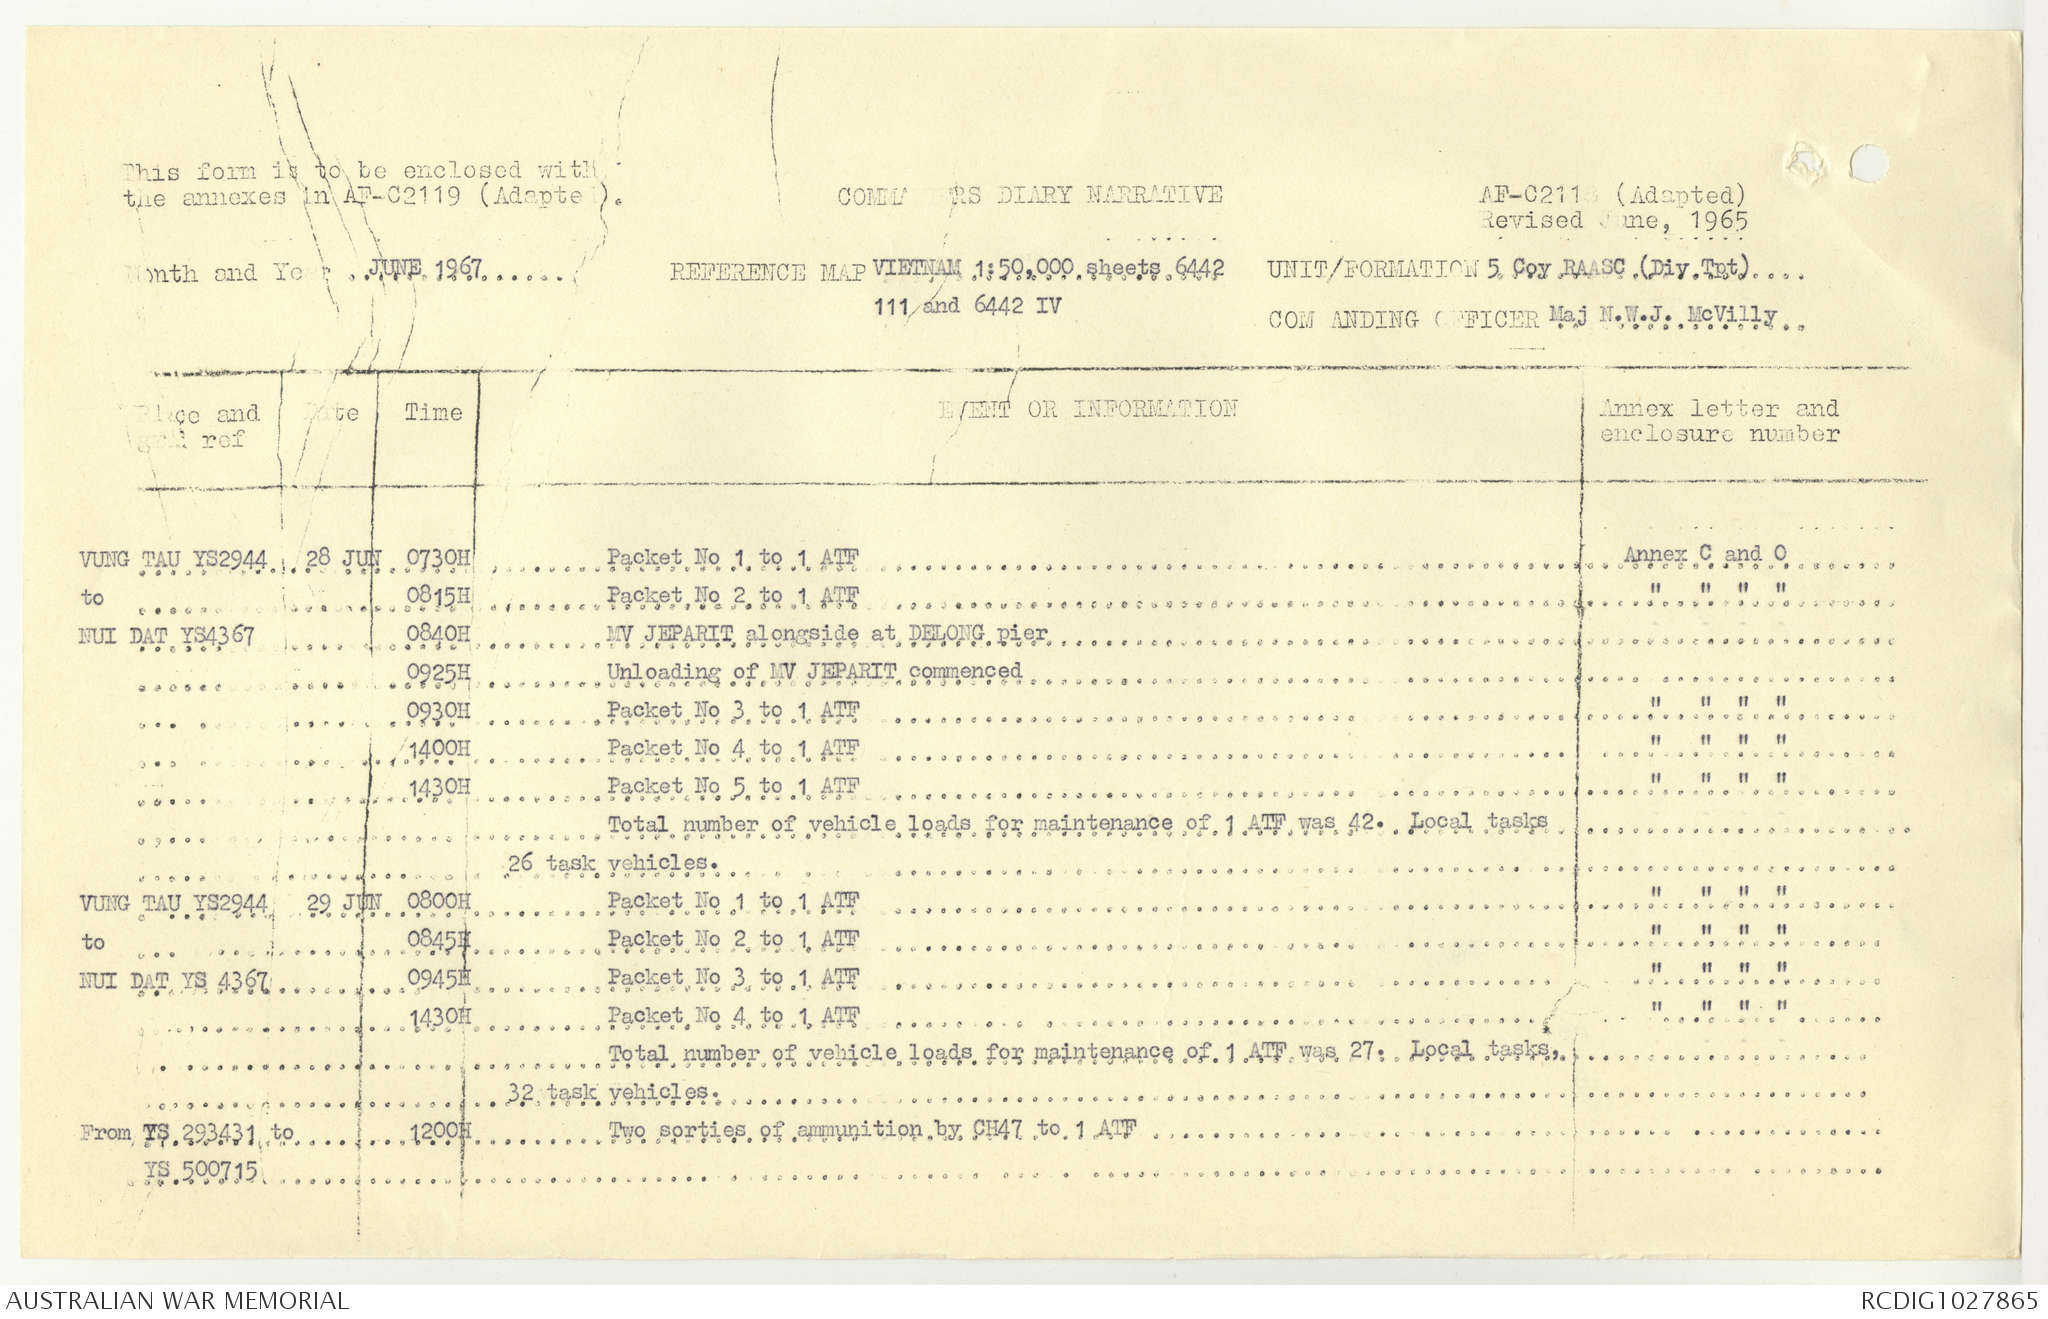 This form is to be enclosed with
the annexes in AF-C2119 (Adapted).
COMMA RS DIARY NARRATIVE
AF-C211 (Adapted)
Revised June, 1965
Month and Year JUNE 1967
REFERENCE MAP VIETNAM 1:50,000 sheets 6442
111 and 6442 IV
UNIT/FORMATION 5 Coy RAASC (Div Tpt)
COM ANDING OFFICER Maj N.W.J. McVilly
Place and
grid ref
Date
Time
EVENT OR INFORMATION
Annex letter and
enclosure number
VUNG TAU YS2944 28 JUN 0730H Packet No 1 to 1 ATF Annex C and O
to 0815H Packet No 2 to 1 ATF " " " "
NUI DAT YS4367 0840H MV JEPARIT alongside at DELONG pier
0925H Unloading of MV JEPARIT commenced
0930H Packet No 3 to 1 ATF " " " "
1400H Packet No 4 to 1 ATF " " " "
1430H Packet No 5 to 1 ATF " " " "
Total number of vehicle loads for maintenance of 1 ATF was 42. Local tasks
26 task vehicles.
VUNG TAU YS2944 29 JUN 0800H Packet No 1 to 1 ATF " " " "
to 0845H Packet No 2 to 1 ATF " " " "
NUI DAT YS 4367 0945H Packet No 3 to 1 ATF " " " "
1430H Packet No 4 to 1 ATF " " " "
Total number of vehicle loads for maintenance of 1 ATF was 27. Local tasks,
32 task vehicles.
From YS 293431 to 1200H Two sorties of ammunition by CH47 to 1 ATF
YS 500715
AUSTRALIAN WAR MEMORIAL
RCDIG1027865